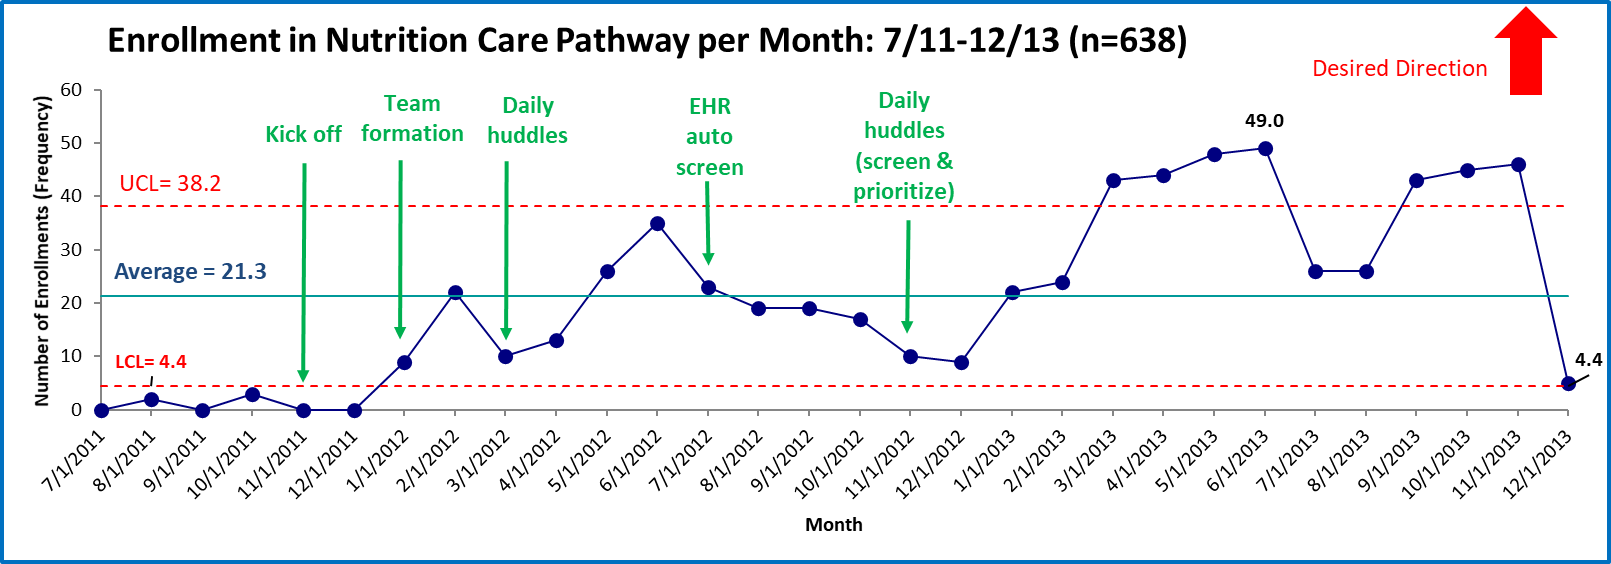 Enrollment in Nutrition Care Pathway per Month: 7/11-12/13 (n=638)
Desired Direction
Number of Enrollments (Frequency)
60
50
40
30
20
10
0
UCL= 38.2
Average = 21.3
LCL= 4.4
Kick off
Team
formation
Daily
huddles
EHR
auto
screen
Daily
huddles
(screen &
prioritize)
49.0
4.4
7/1/2011
8/1/2011
9/1/2011
10/1/2011
11/1/2011
12/1/2011
1/1/2012
2/1/2012
3/1/2012
4/1/2012
5/1/2012
6/1/2012
7/1/2012
8/1/2012
9/1/2012
10/1/2012
11/1/2012
12/1/2012
1/1/2013
2/1/2013
3/1/2013
4/1/2013
5/1/2013
6/1/2013
7/1/2013
8/1/2013
9/1/2013
10/1/2013
11/1/2013
12/1/2013
Month